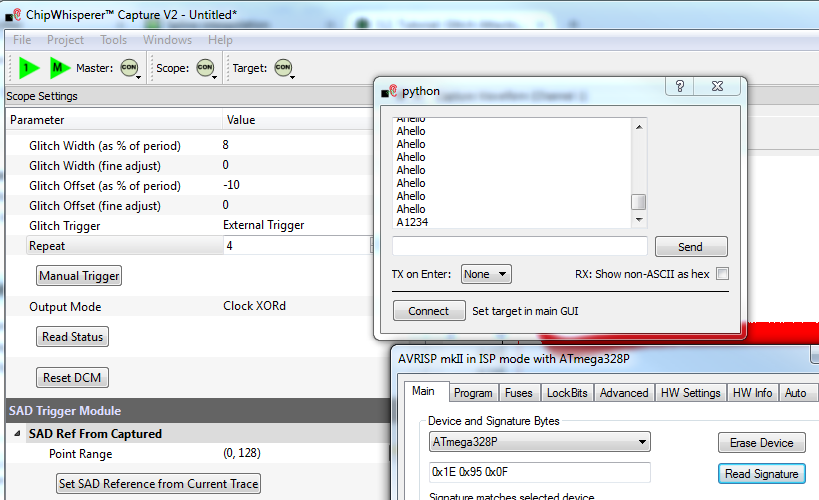 ChipWhisperer™ Capture V2 - Untitled*
File Project Tools Windows Help
1 M Master: CON Scope: CON Target: CON
Scope Settings
Parameter Value
Glitch Width (as % of period) 8
Glitch Width (fine adjust) 0
Glitch Offset (as % of period) -10
Glitch Offset (fine adjust) 0
Glitch Trigger External Trigger
Repeat 4
Manual Trigger
Output Mode Clock XORd
Read Status
Reset DCM
SAD Trigger Module
SAD Ref From Captured
Point Range (0, 128)
Set SAD Reference from Current Trace
python
Ahello
Ahello
Ahello
Ahello
Ahello
Ahello
Ahello
Ahello
A1234
Send
TX on Enter: None RX: Show non-ASCII as hex
Connect Set target in main GUI
AVRISP mkII in ISP mode with ATmega328P
Main Program Fuses LockBits Advanced HW Settings HW Info Auto
Device and Signature Bytes
ATmega328P Erase Device
0x1E 0x95 0x0F Read Signature
Signature matches selected device